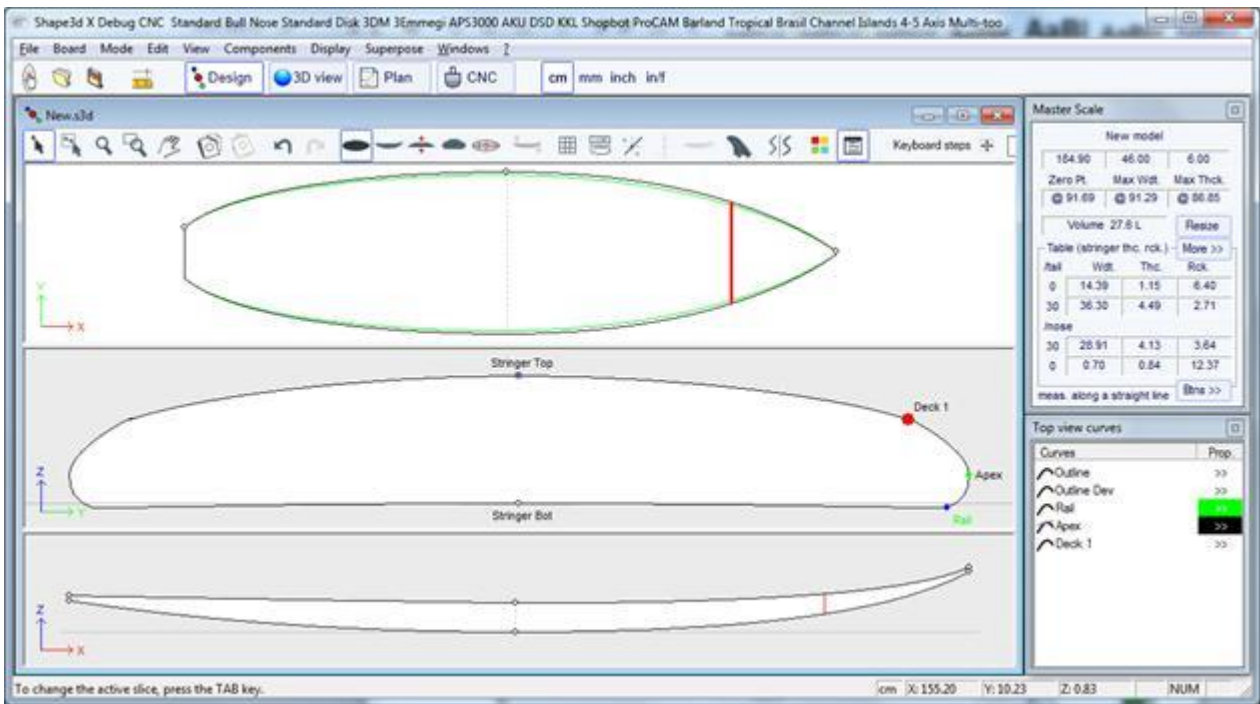 Shape3d X Debug CNC Standard Bull Nose Standard Disk 3DM 3Emmegi APS3000 AKU DSD KKL Shopbot ProCAM Barland Tropical Brasil Channel Islands 4-5 Axis Multi-too
File Board Mode Edit View Components Display Superpose Windows ?
Design 3D view Plan CNC cm mm inch in/f
New.s3d
Keyboard steps
Y
X
Stringer Top
Deck 1
Z
Y
Apex
Stringer Bot
Rail
Z
X
Master Scale
New model
184.90 46.00 6.00
Zero Pt. Max Wdt. Max Thck.
@ 91.69 @ 91.29 @ 86.85
Volume 27.6 L Resize
Table (stringer thc. rck.) More >>
/tail Wdt. Thc. Rck.
0 14.39 1.15 6.40
30 36.30 4.49 2.71
/nose
30 28.91 4.13 3.64
0 0.70 0.84 12.37
meas. along a straight line Btns >>
Top view curves
Curves Prop.
Outline >>
Outline Dev >>
Rail >>
Apex >>
Deck 1 >>
To change the active slice, press the TAB key. cm X: 155.20 Y: 10.23 Z: 0.83 NUM